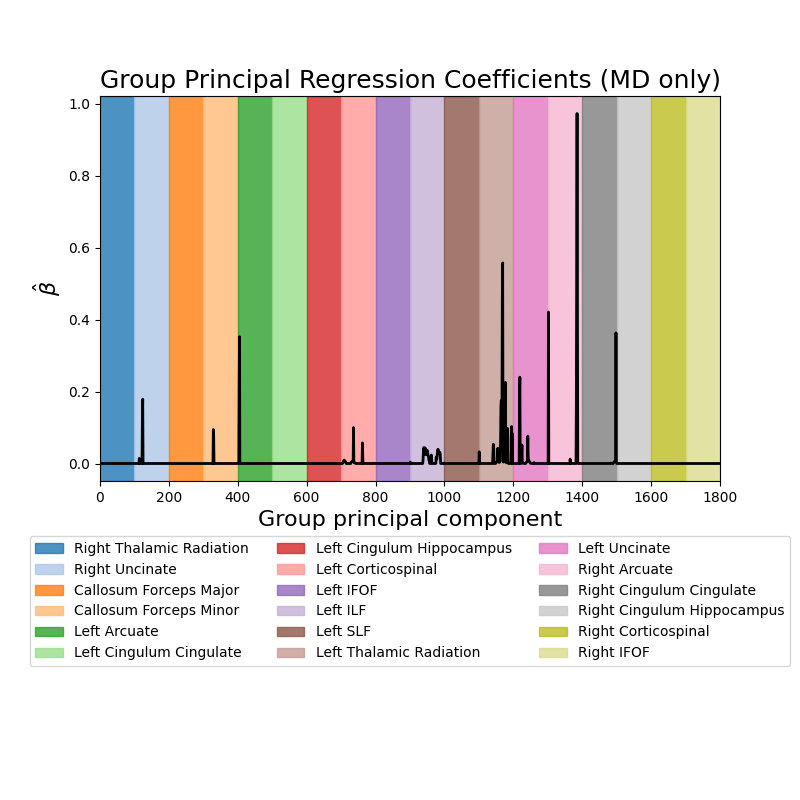 Group Principal Regression Coefficients (MD only)
1.0
0.8
0.6
0.4
0.2
0.0
β̂
0 200 400 600 800 1000 1200 1400 1600 1800
Group principal component
Right Thalamic Radiation
Right Uncinate
Callosum Forceps Major
Callosum Forceps Minor
Left Arcuate
Left Cingulum Cingulate
Left Cingulum Hippocampus
Left Corticospinal
Left IFOF
Left ILF
Left SLF
Left Thalamic Radiation
Left Uncinate
Right Arcuate
Right Cingulum Cingulate
Right Cingulum Hippocampus
Right Corticospinal
Right IFOF